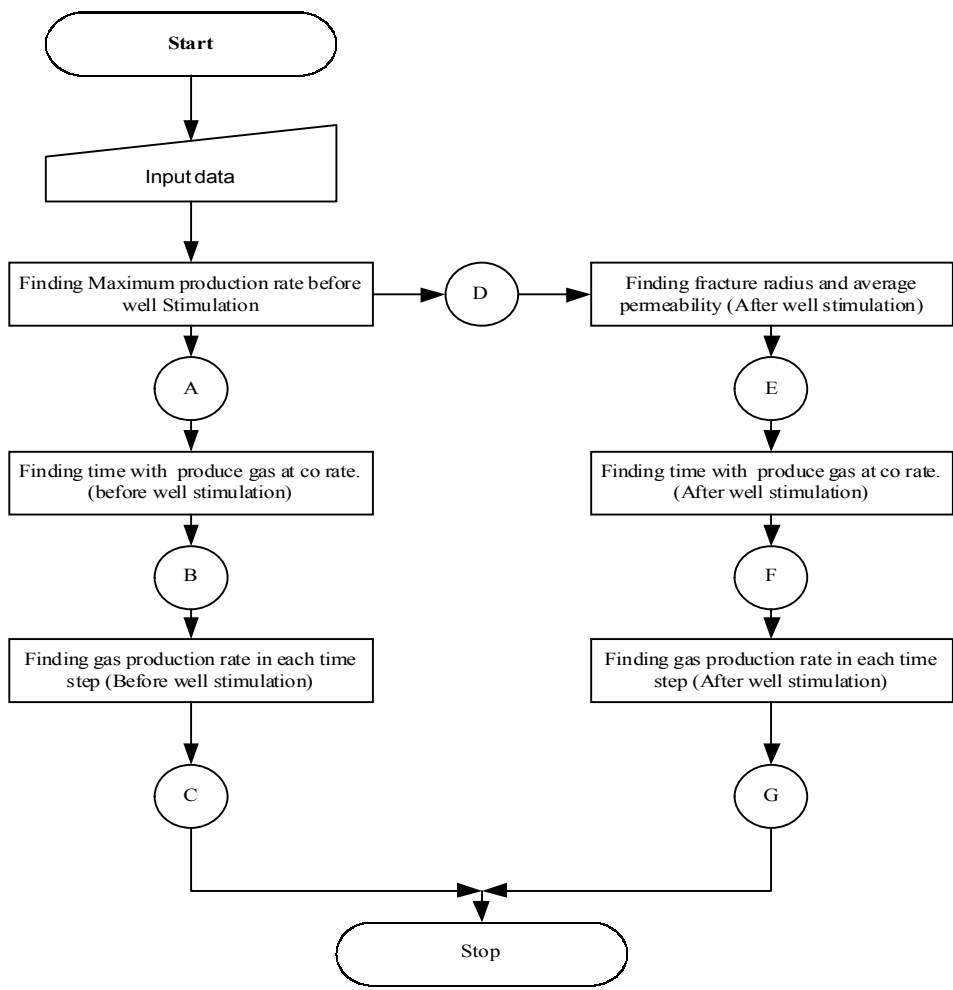 Start
Input data
Finding Maximum production rate before
well Stimulation
D
Finding fracture radius and average
permeability (After well stimulation)
A
E
Finding time with produce gas at co rate.
(before well stimulation)
Finding time with produce gas at co rate.
(After well stimulation)
B
F
Finding gas production rate in each time
step (Before well stimulation)
Finding gas production rate in each time
step (After well stimulation)
C
G
Stop